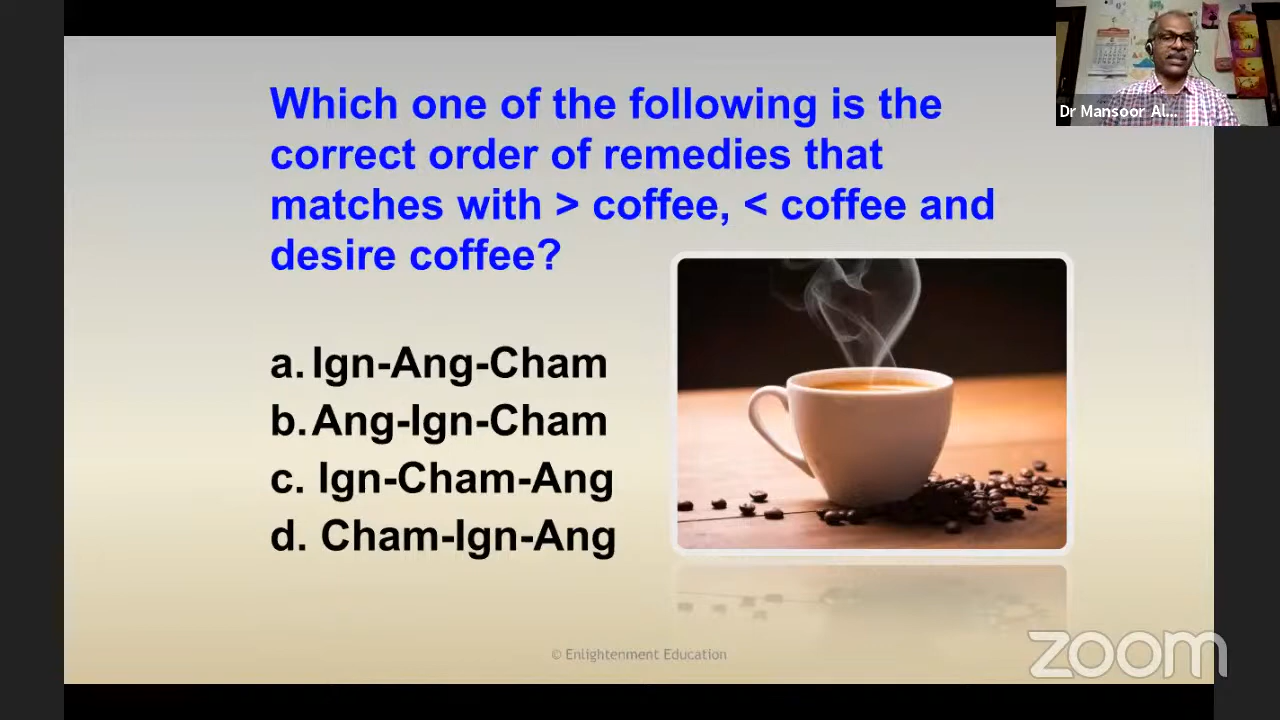 Which one of the following is the
correct order of remedies that
matches with > coffee, < coffee and
desire coffee?
a. Ign-Ang-Cham
b. Ang-Ign-Cham
c. Ign-Cham-Ang
d. Cham-Ign-Ang
© Enlightenment Education
Dr Mansoor Al...
zoom